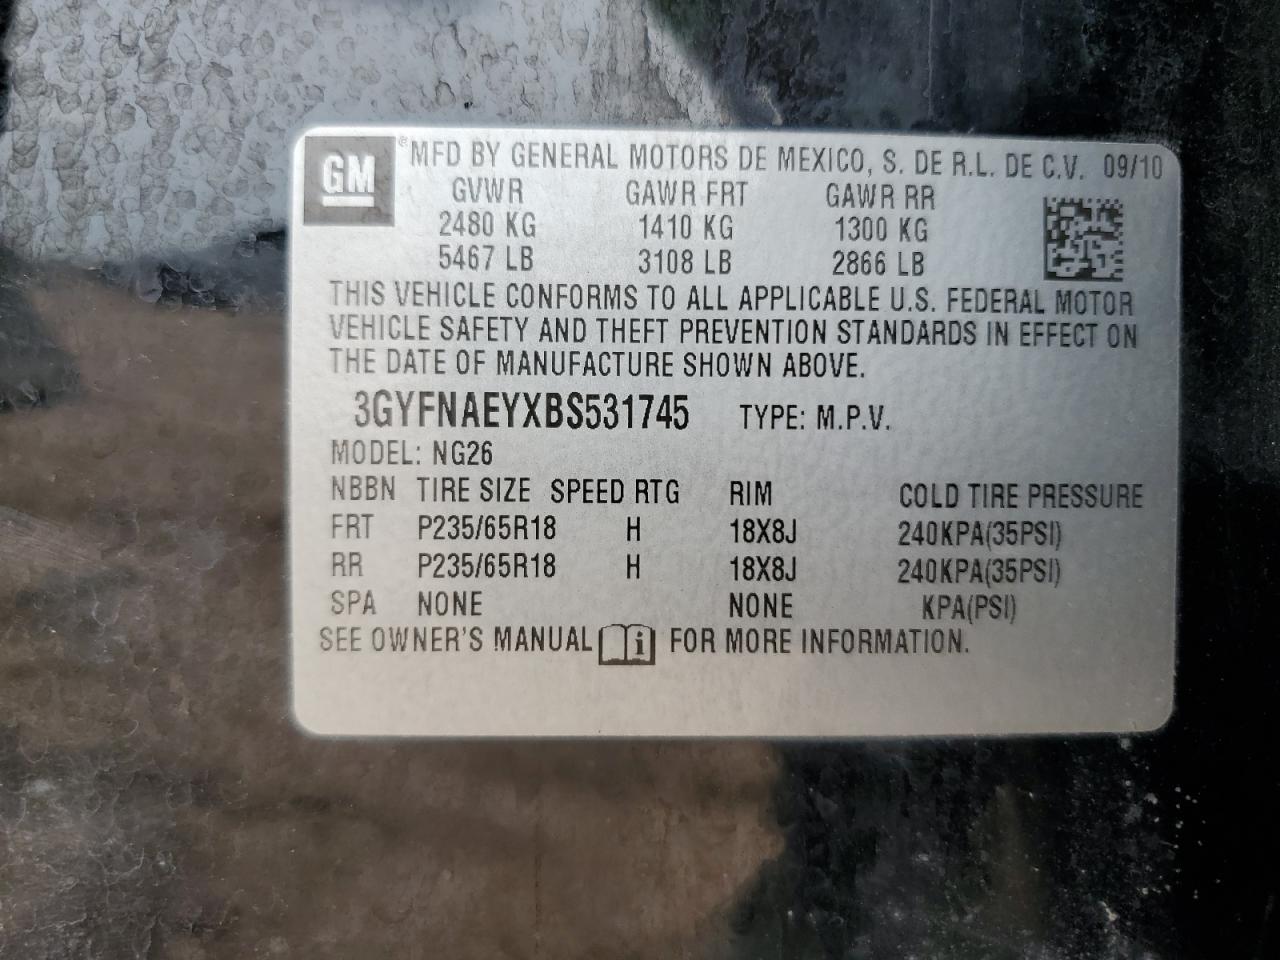 GM ® MFD BY GENERAL MOTORS DE MEXICO, S. DE R.L. DE C.V. 09/10
GVWR GAWR FRT GAWR RR
2480 KG 1410 KG 1300 KG
5467 LB 3108 LB 2866 LB
THIS VEHICLE CONFORMS TO ALL APPLICABLE U.S. FEDERAL MOTOR
VEHICLE SAFETY AND THEFT PREVENTION STANDARDS IN EFFECT ON
THE DATE OF MANUFACTURE SHOWN ABOVE.
3GYFNAEYXBS531745 TYPE: M.P.V.
MODEL: NG26
NBBN TIRE SIZE SPEED RTG RIM COLD TIRE PRESSURE
FRT P235/65R18 H 18X8J 240KPA(35PSI)
RR P235/65R18 H 18X8J 240KPA(35PSI)
SPA NONE NONE KPA(PSI)
SEE OWNER'S MANUAL i FOR MORE INFORMATION.